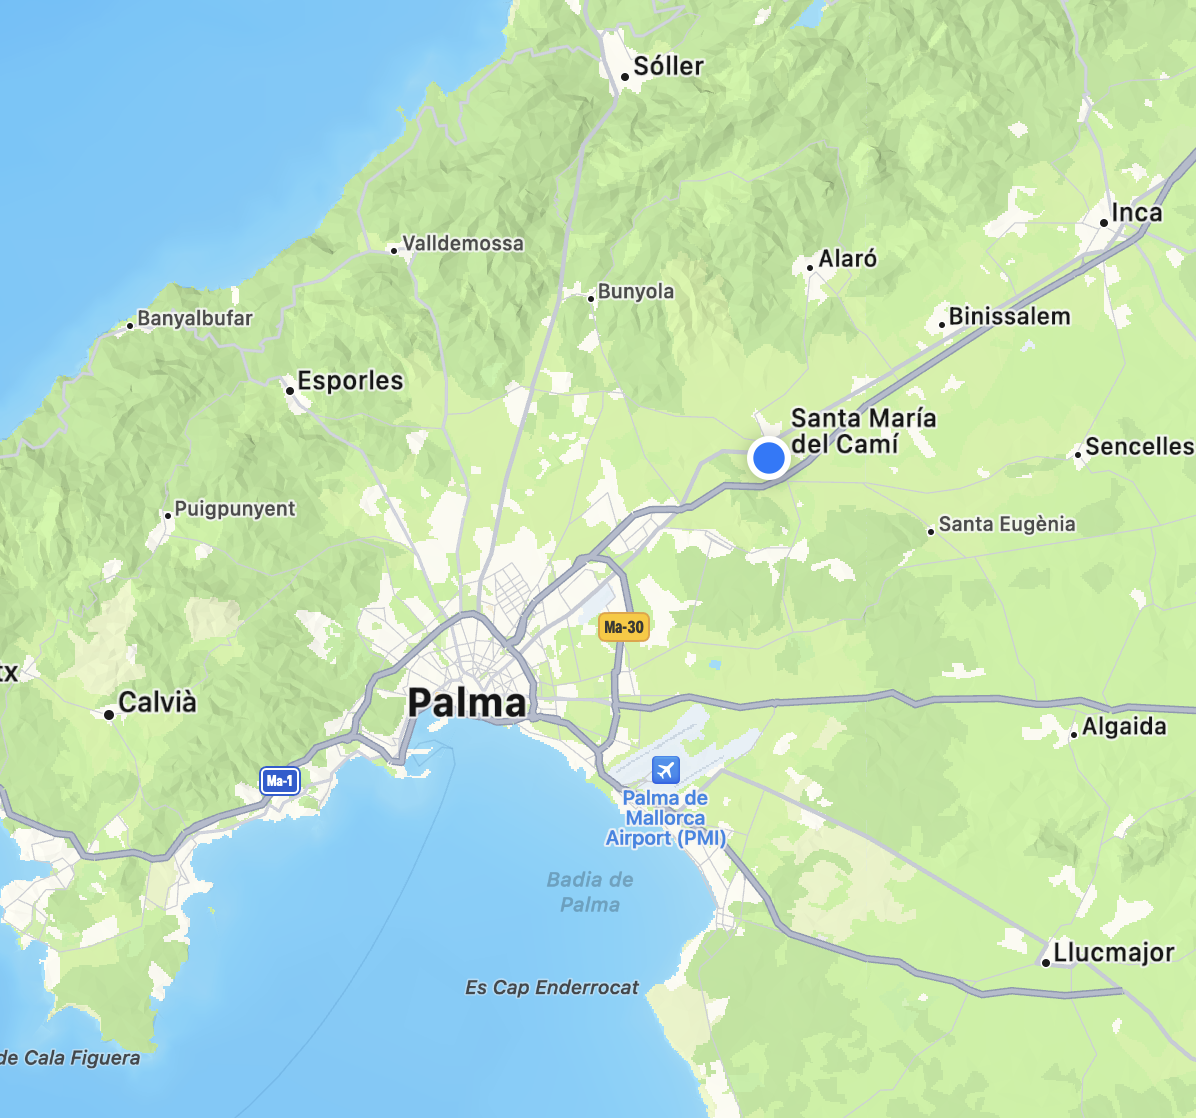 Sóller
Inca
Valldemossa
Alaró
Bunyola
Banyalbufar
Binissalem
Esporles
Santa María
del Camí
Sencelles
Puigpunyent
Santa Eugènia
Ma-30
tx
Calvià
Palma
Algaida
Ma-1
Palma de
Mallorca
Airport (PMI)
Badia de
Palma
Llucmajor
Es Cap Enderrocat
de Cala Figuera